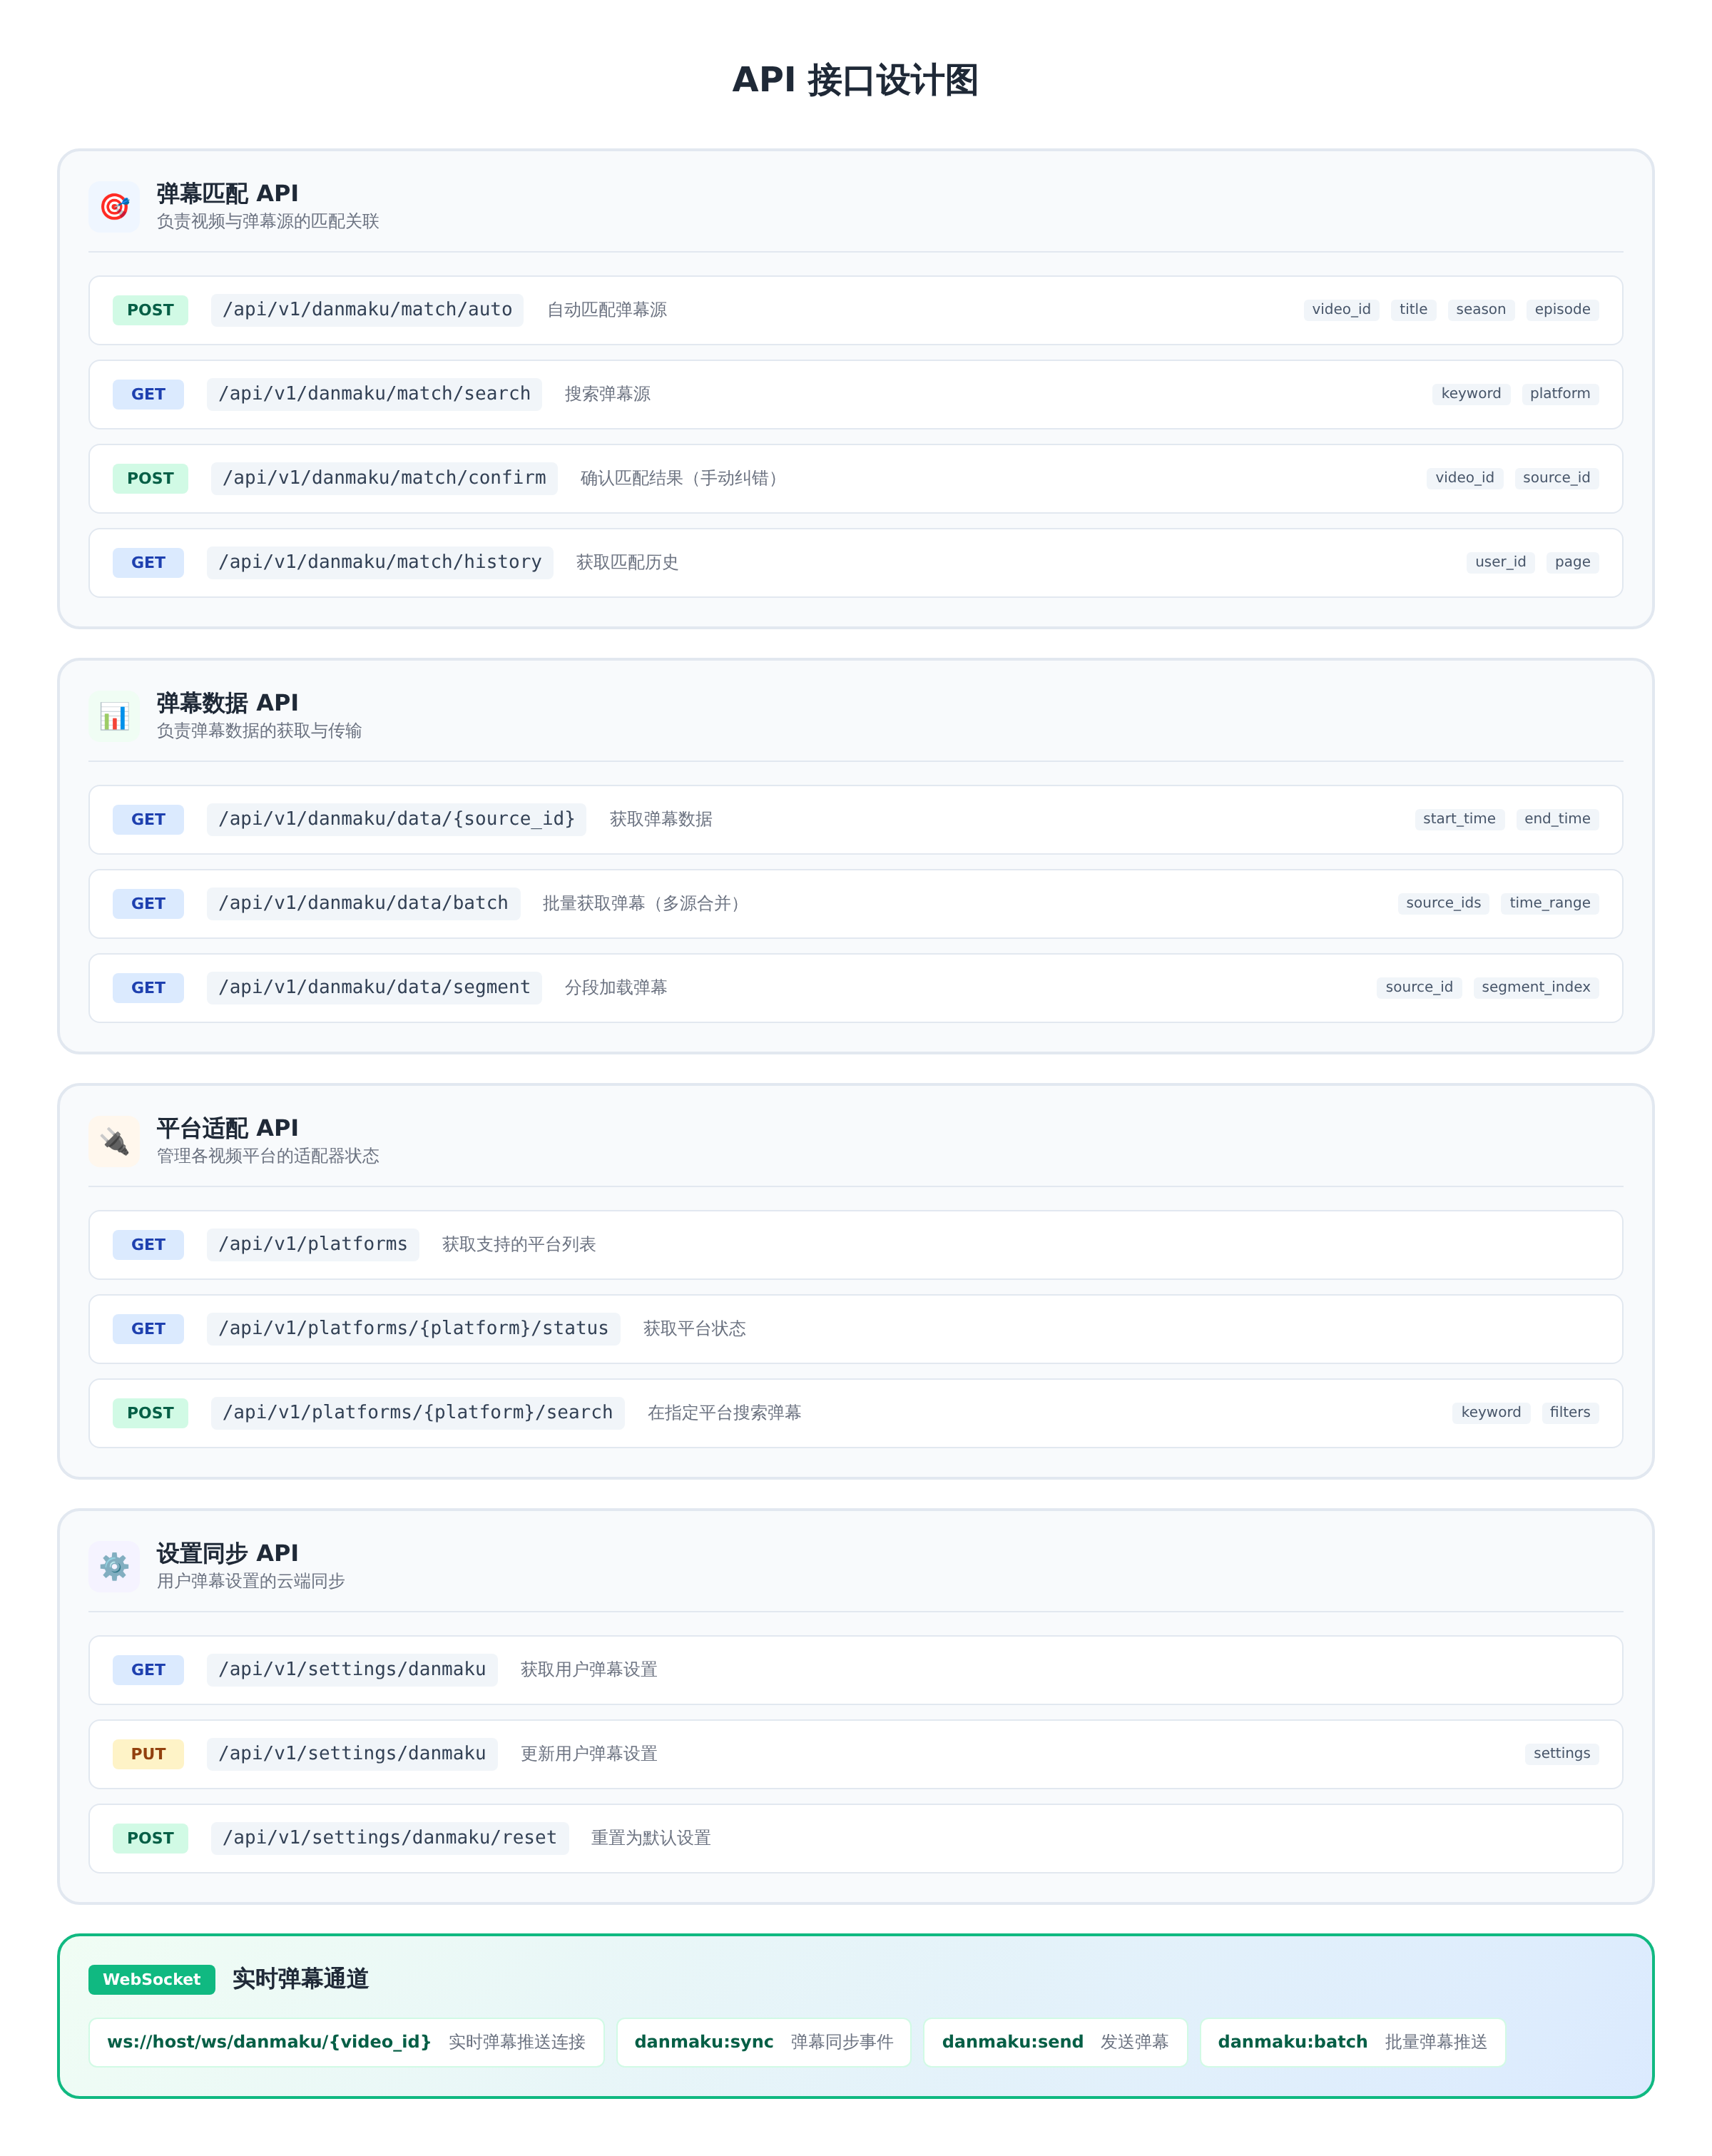 API 接口设计图
弹幕匹配 API
负责视频与弹幕源的匹配关联
POST /api/v1/danmaku/match/auto 自动匹配弹幕源 video_id title season episode
GET /api/v1/danmaku/match/search 搜索弹幕源 keyword platform
POST /api/v1/danmaku/match/confirm 确认匹配结果（手动纠错） video_id source_id
GET /api/v1/danmaku/match/history 获取匹配历史 user_id page
弹幕数据 API
负责弹幕数据的获取与传输
GET /api/v1/danmaku/data/{source_id} 获取弹幕数据 start_time end_time
GET /api/v1/danmaku/data/batch 批量获取弹幕（多源合并） source_ids time_range
GET /api/v1/danmaku/data/segment 分段加载弹幕 source_id segment_index
平台适配 API
管理各视频平台的适配器状态
GET /api/v1/platforms 获取支持的平台列表
GET /api/v1/platforms/{platform}/status 获取平台状态
POST /api/v1/platforms/{platform}/search 在指定平台搜索弹幕 keyword filters
设置同步 API
用户弹幕设置的云端同步
GET /api/v1/settings/danmaku 获取用户弹幕设置
PUT /api/v1/settings/danmaku 更新用户弹幕设置 settings
POST /api/v1/settings/danmaku/reset 重置为默认设置
WebSocket 实时弹幕通道
ws://host/ws/danmaku/{video_id} 实时弹幕推送连接 danmaku:sync 弹幕同步事件 danmaku:send 发送弹幕 danmaku:batch 批量弹幕推送